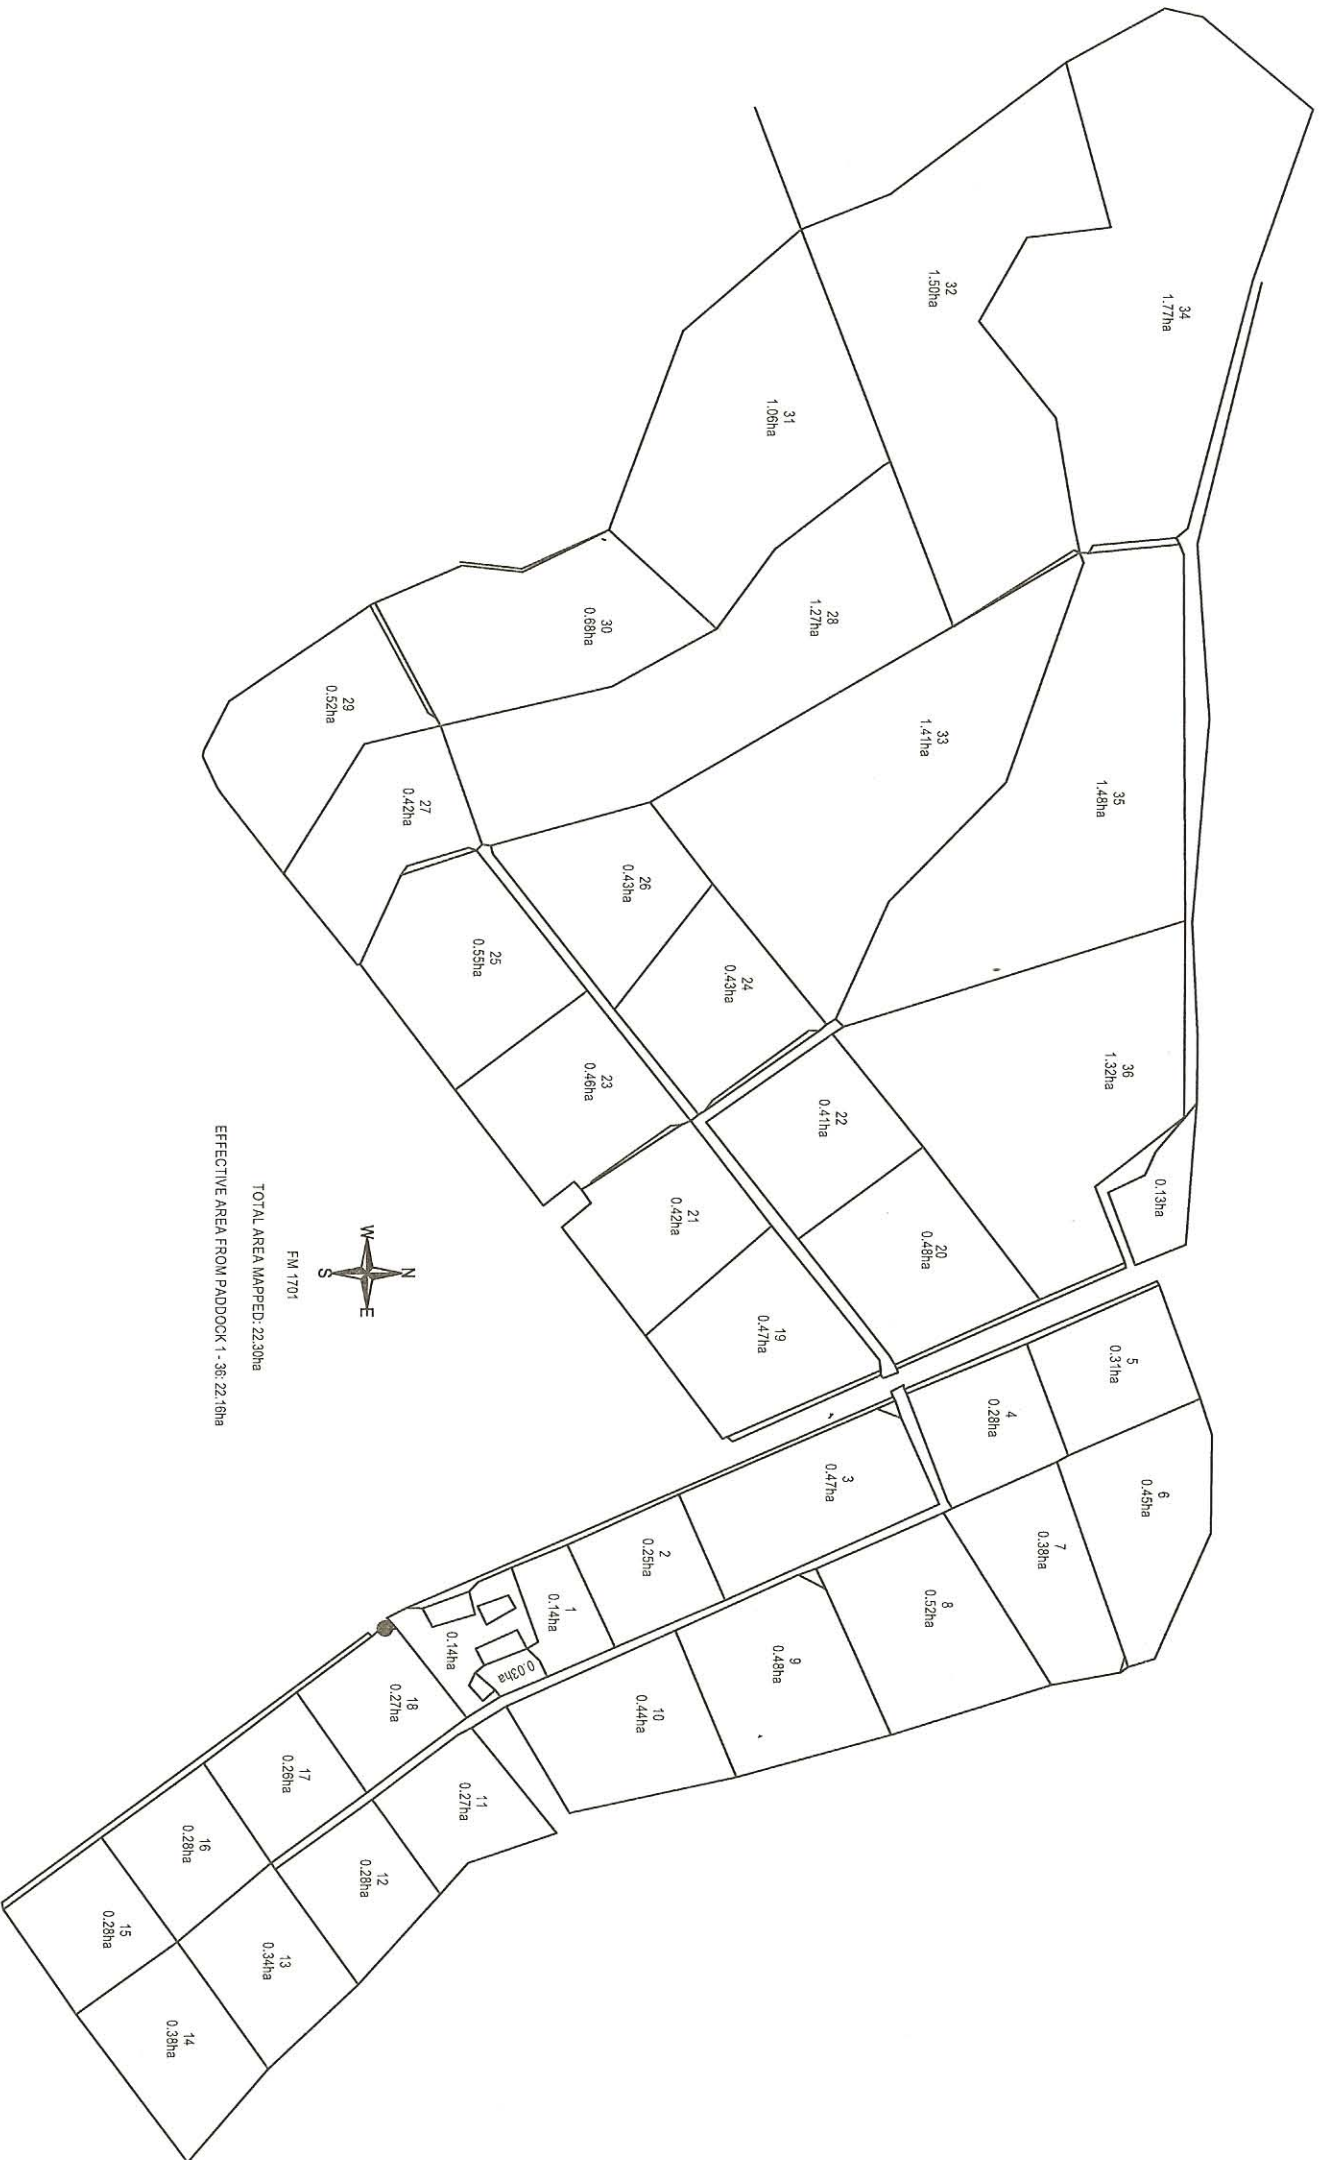 34
1.77ha
32
1.50ha
31
1.06ha
28
1.27ha
30
0.68ha
29
0.52ha
27
0.42ha
33
1.41ha
35
1.48ha
26
0.43ha
24
0.43ha
25
0.55ha
23
0.46ha
36
1.32ha
22
0.41ha
20
0.48ha
0.13ha
21
0.42ha
19
0.47ha
5
0.31ha
4
0.28ha
6
0.45ha
7
0.38ha
3
0.47ha
8
0.52ha
2
0.25ha
1
0.14ha
9
0.48ha
0.14ha
0.03ha
10
0.44ha
18
0.27ha
11
0.27ha
17
0.26ha
12
0.28ha
16
0.28ha
13
0.34ha
15
0.28ha
14
0.38ha
N
W
E
S
FM 1701
TOTAL AREA MAPPED: 22.30ha
EFFECTIVE AREA FROM PADDOCK 1 - 36: 22.16ha